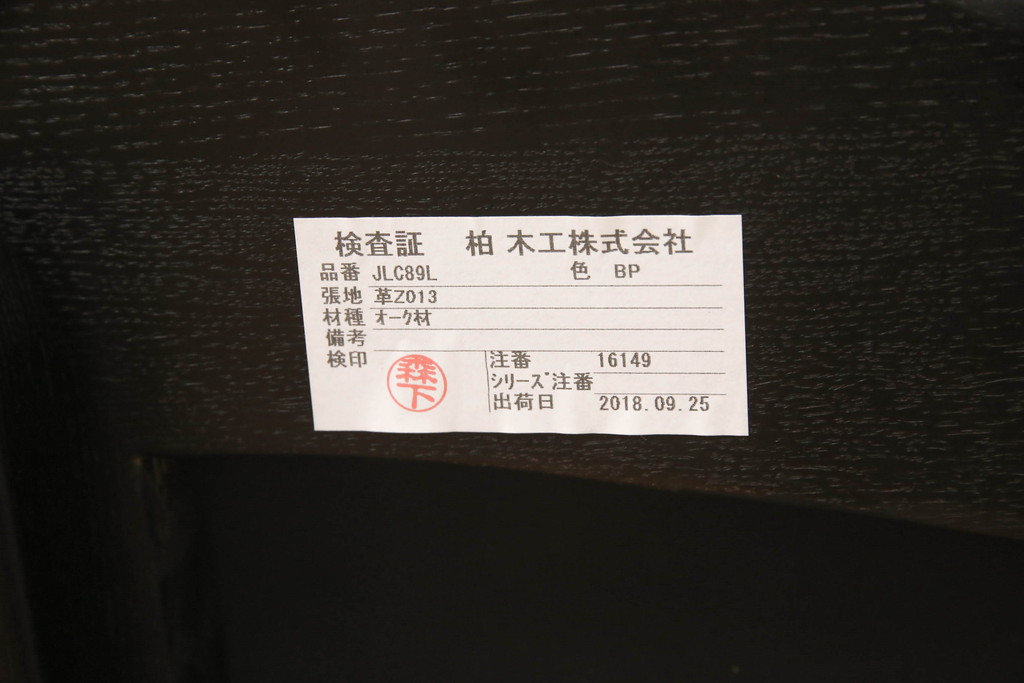 検査証 柏木工株式会社
品番 JLC89L 色 BP
張地 革Z013
材種 オーク材
備考
検印 森下 注番 16149
シリーズ注番
出荷日 2018.09.25